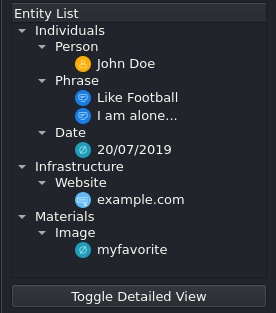 Entity List
Individuals
Person
John Doe
Phrase
Like Football
I am alone...
Date
20/07/2019
Infrastructure
Website
example.com
Materials
Image
myfavorite
Toggle Detailed View